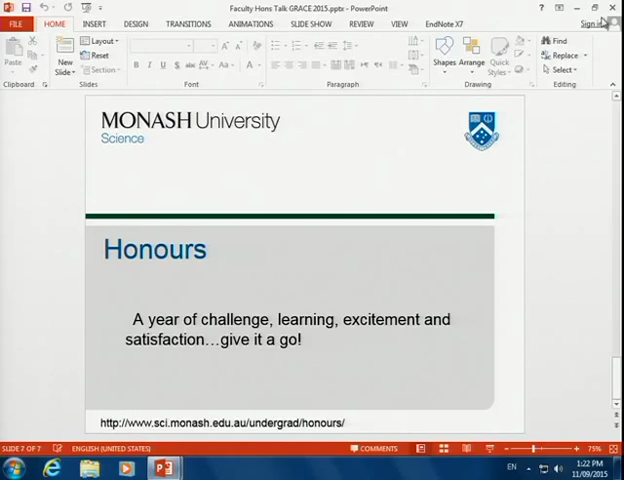 Faculty Hons Talk GRACE 2015.pptx - PowerPoint
FILE HOME INSERT DESIGN TRANSITIONS ANIMATIONS SLIDE SHOW REVIEW VIEW EndNote X7 Sign in
Paste
New Slide
Layout
Reset
Section
Shapes
Arrange
Quick Styles
Find
Replace
Select
Clipboard Slides Font Paragraph Drawing Editing
MONASH University
Science
Honours
A year of challenge, learning, excitement and
satisfaction...give it a go!
http://www.sci.monash.edu.au/undergrad/honours/
SLIDE 7 OF 7 ENGLISH (UNITED STATES) COMMENTS 75%
EN 1:22 PM
11/09/2015